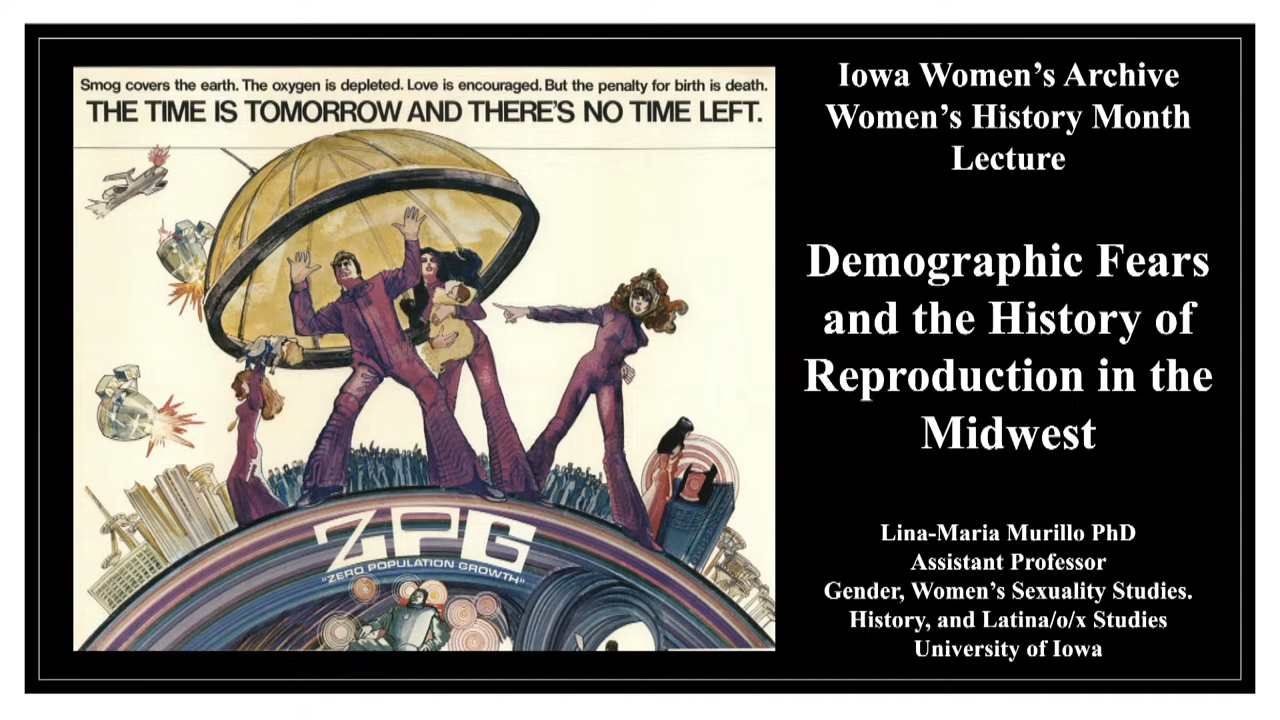 Smog covers the earth. The oxygen is depleted. Love is encouraged. But the penalty for birth is death.
THE TIME IS TOMORROW AND THERE'S NO TIME LEFT.
ZPG
"ZERO POPULATION GROWTH"
Iowa Women's Archive
Women's History Month
Lecture
Demographic Fears
and the History of
Reproduction in the
Midwest
Lina-Maria Murillo PhD
Assistant Professor
Gender, Women's Sexuality Studies.
History, and Latina/o/x Studies
University of Iowa